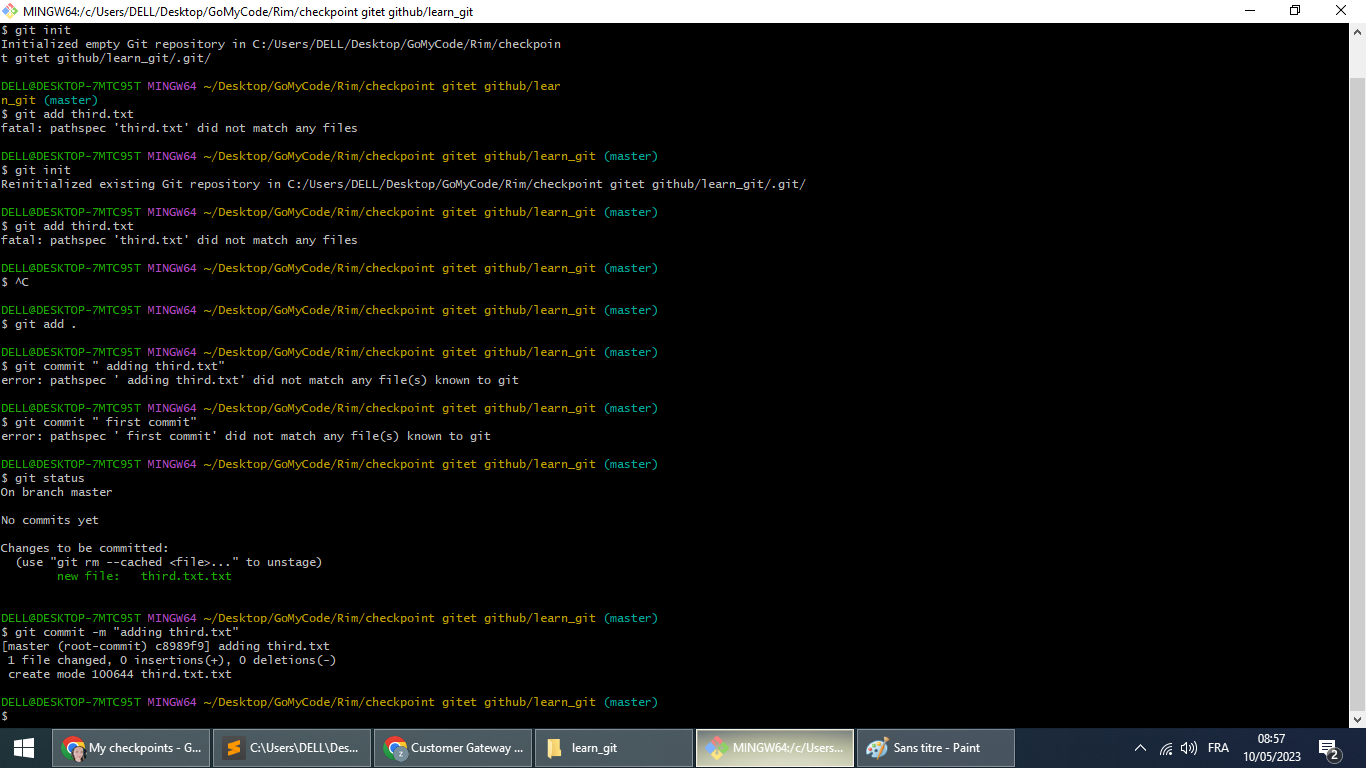 MINGW64:/c/Users/DELL/Desktop/GoMyCode/Rim/checkpoint gitet github/learn_git
$ git init
Initialized empty Git repository in C:/Users/DELL/Desktop/GoMyCode/Rim/checkpoin
t gitet github/learn_git/.git/
DELL@DESKTOP-7MTC95T MINGW64 ~/Desktop/GoMyCode/Rim/checkpoint gitet github/lear
n_git (master)
$ git add third.txt
fatal: pathspec 'third.txt' did not match any files
DELL@DESKTOP-7MTC95T MINGW64 ~/Desktop/GoMyCode/Rim/checkpoint gitet github/learn_git (master)
$ git init
Reinitialized existing Git repository in C:/Users/DELL/Desktop/GoMyCode/Rim/checkpoint gitet github/learn_git/.git/
DELL@DESKTOP-7MTC95T MINGW64 ~/Desktop/GoMyCode/Rim/checkpoint gitet github/learn_git (master)
$ git add third.txt
fatal: pathspec 'third.txt' did not match any files
DELL@DESKTOP-7MTC95T MINGW64 ~/Desktop/GoMyCode/Rim/checkpoint gitet github/learn_git (master)
$ ^C
DELL@DESKTOP-7MTC95T MINGW64 ~/Desktop/GoMyCode/Rim/checkpoint gitet github/learn_git (master)
$ git add .
DELL@DESKTOP-7MTC95T MINGW64 ~/Desktop/GoMyCode/Rim/checkpoint gitet github/learn_git (master)
$ git commit " adding third.txt"
error: pathspec ' adding third.txt' did not match any file(s) known to git
DELL@DESKTOP-7MTC95T MINGW64 ~/Desktop/GoMyCode/Rim/checkpoint gitet github/learn_git (master)
$ git commit " first commit"
error: pathspec ' first commit' did not match any file(s) known to git
DELL@DESKTOP-7MTC95T MINGW64 ~/Desktop/GoMyCode/Rim/checkpoint gitet github/learn_git (master)
$ git status
On branch master
No commits yet
Changes to be committed:
  (use "git rm --cached <file>..." to unstage)
        new file:   third.txt.txt
DELL@DESKTOP-7MTC95T MINGW64 ~/Desktop/GoMyCode/Rim/checkpoint gitet github/learn_git (master)
$ git commit -m "adding third.txt"
[master (root-commit) c8989f9] adding third.txt
 1 file changed, 0 insertions(+), 0 deletions(-)
 create mode 100644 third.txt.txt
DELL@DESKTOP-7MTC95T MINGW64 ~/Desktop/GoMyCode/Rim/checkpoint gitet github/learn_git (master)
$
My checkpoints - G...
C:\Users\DELL\Des...
Customer Gateway ...
learn_git
MINGW64:/c/Users...
Sans titre - Paint
FRA
08:57
10/05/2023
2